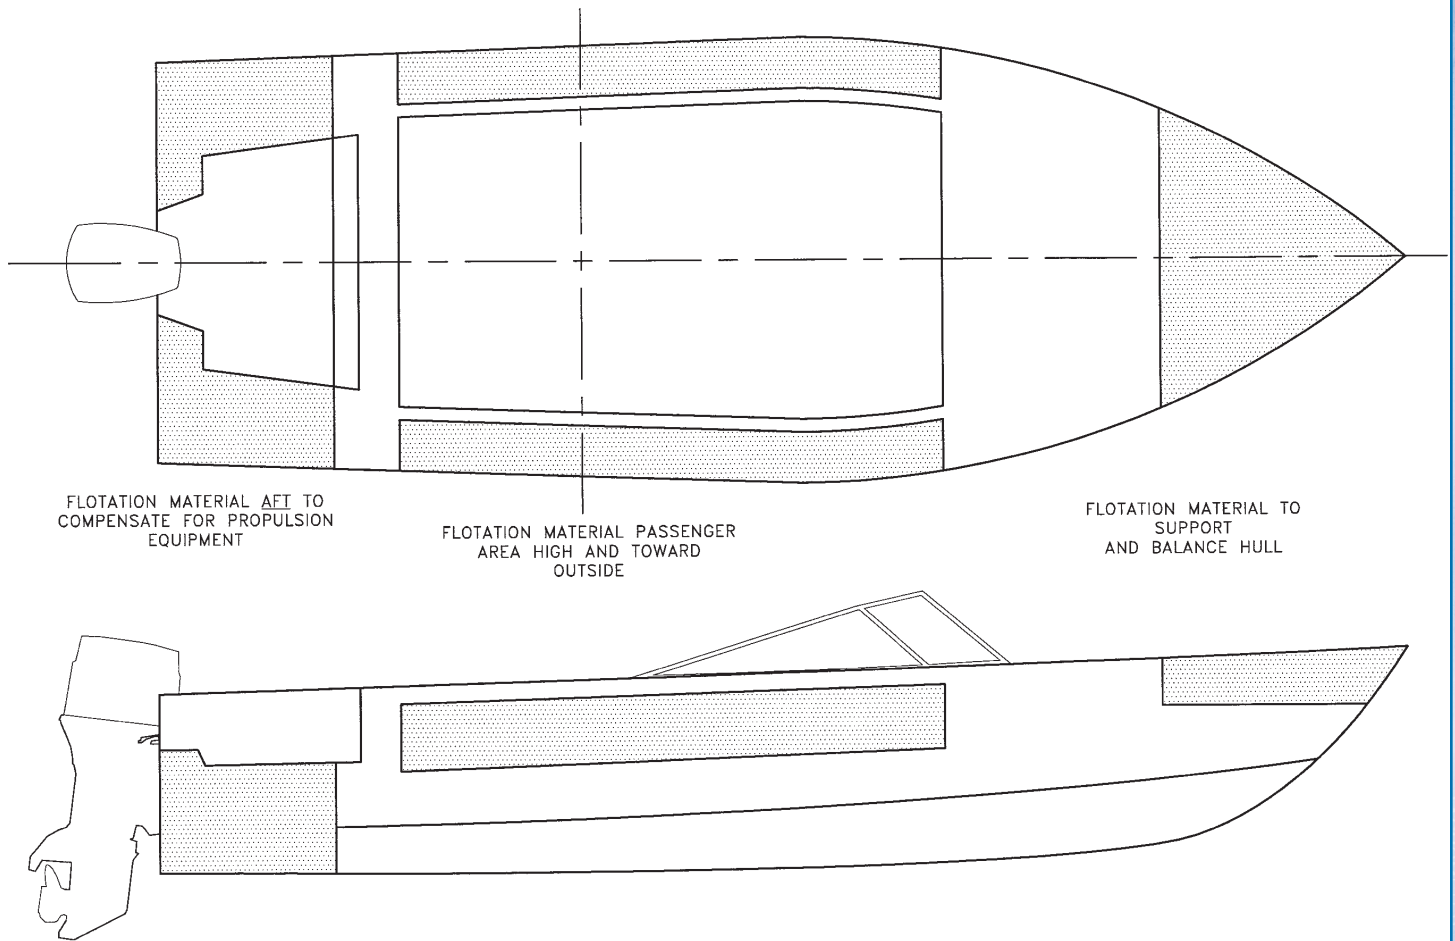 FLOTATION MATERIAL AFT TO
COMPENSATE FOR PROPULSION
EQUIPMENT
FLOTATION MATERIAL PASSENGER
AREA HIGH AND TOWARD
OUTSIDE
FLOTATION MATERIAL TO
SUPPORT
AND BALANCE HULL